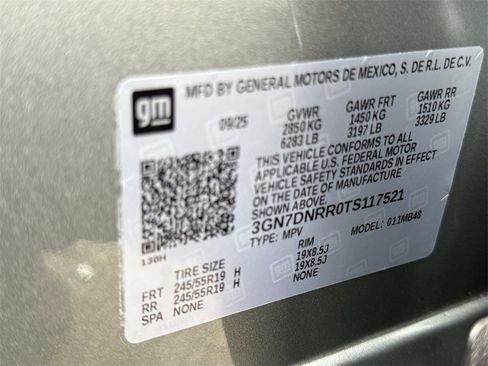 gm
MFD BY GENERAL MOTORS DE MEXICO, S. DE R.L. DE C.V.
09/25 GVWR GAWR FRT GAWR RR
2850 KG 1450 KG 1510 KG
6283 LB 3197 LB 3329 LB
THIS VEHICLE CONFORMS TO ALL
APPLICABLE U.S. FEDERAL MOTOR
VEHICLE SAFETY STANDARDS IN EFFECT
ON THE DATE OF MANUFACTURE
SHOWN ABOVE.
3GN7DNRR0TS117521
TYPE: MPV MODEL: 011MB48
130H
TIRE SIZE RIM
FRT 245/55R19 H 19X8.5J
RR 245/55R19 H 19X8.5J
SPA NONE NONE